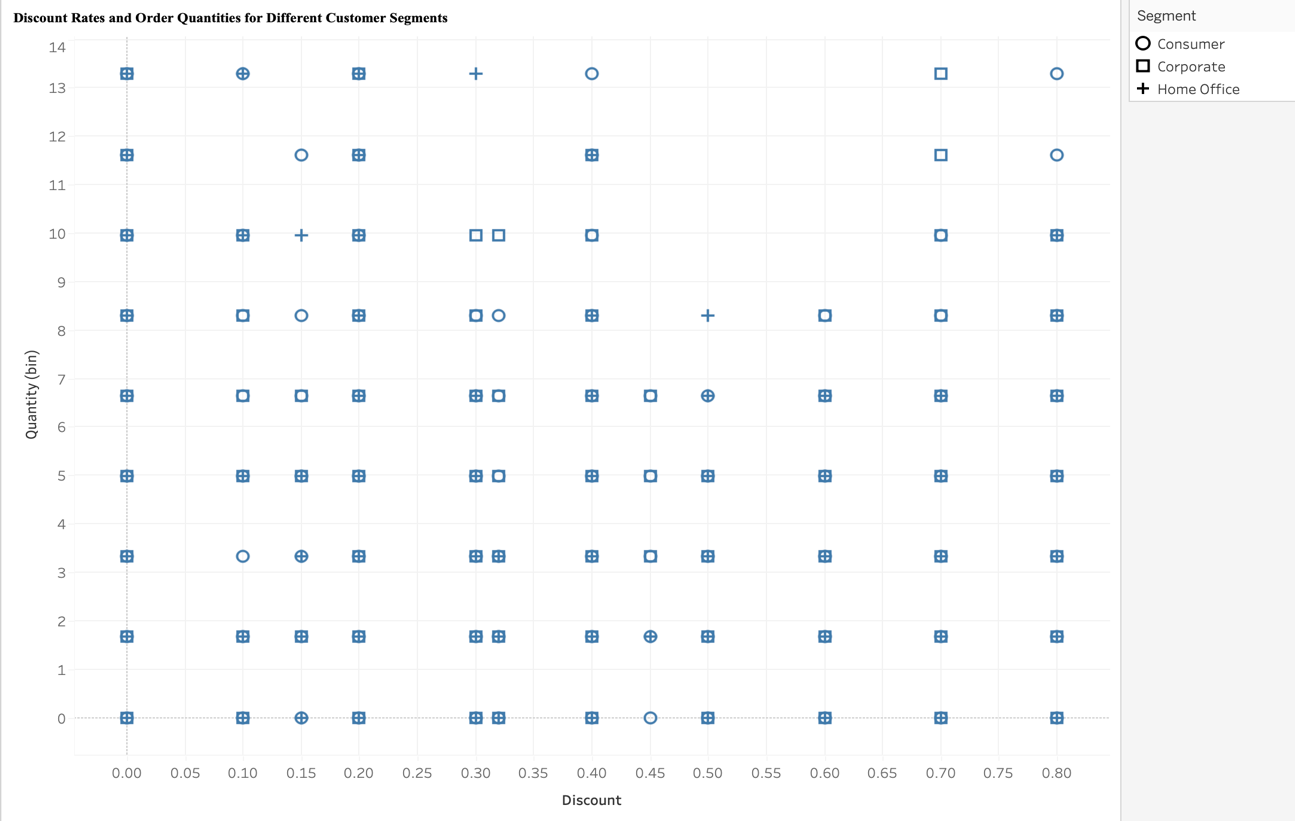 Discount Rates and Order Quantities for Different Customer Segments
Segment
Consumer
Corporate
Home Office
14
13
12
11
10
9
8
7
6
5
4
3
2
1
0
Quantity (bin)
0.00 0.05 0.10 0.15 0.20 0.25 0.30 0.35 0.40 0.45 0.50 0.55 0.60 0.65 0.70 0.75 0.80
Discount